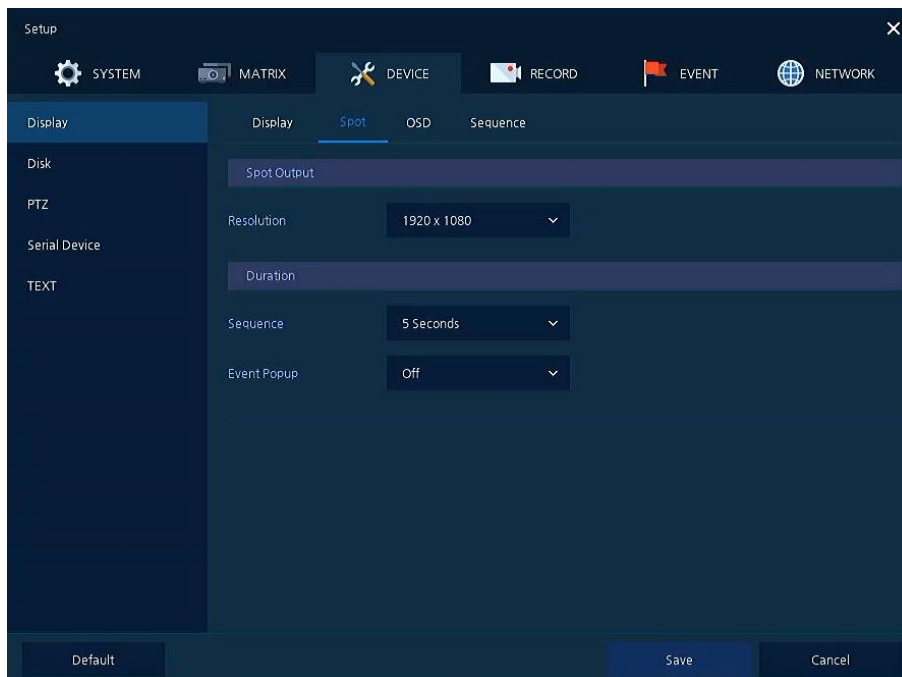 Setup
SYSTEM MATRIX DEVICE RECORD EVENT NETWORK
Display
Disk
PTZ
Serial Device
TEXT
Display Spot OSD Sequence
Spot Output
Resolution 1920 x 1080
Duration
Sequence 5 Seconds
Event Popup Off
Default Save Cancel